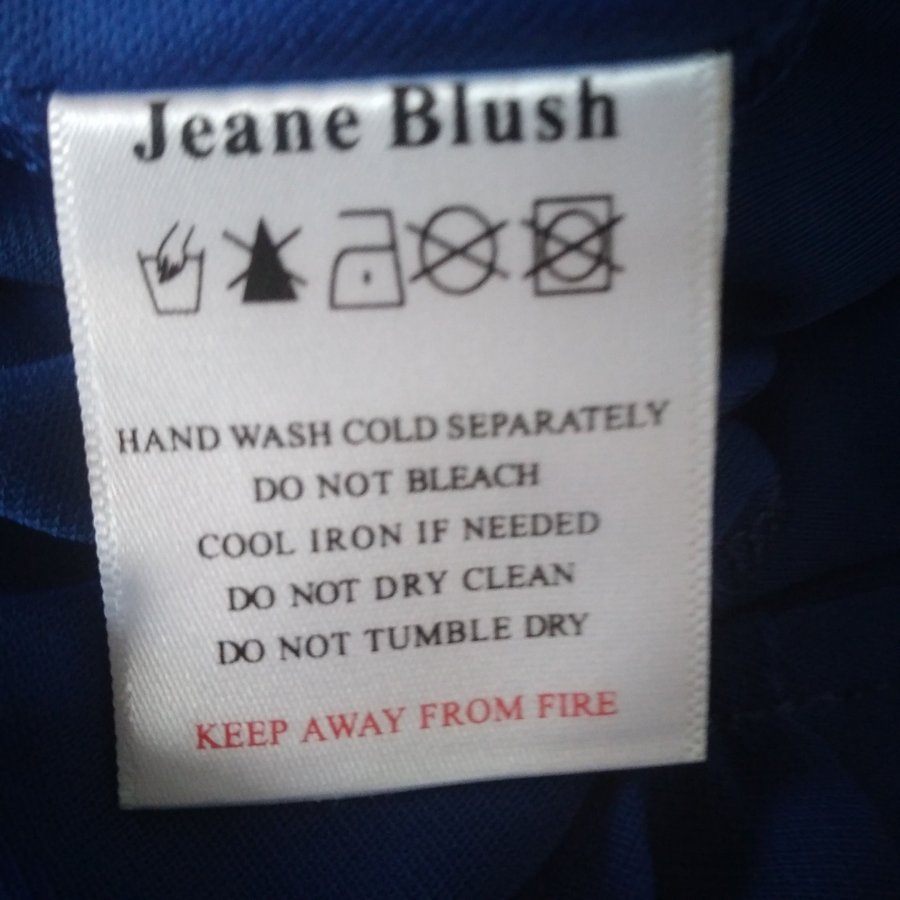 Jeane Blush
HAND WASH COLD SEPARATELY
DO NOT BLEACH
COOL IRON IF NEEDED
DO NOT DRY CLEAN
DO NOT TUMBLE DRY
KEEP AWAY FROM FIRE